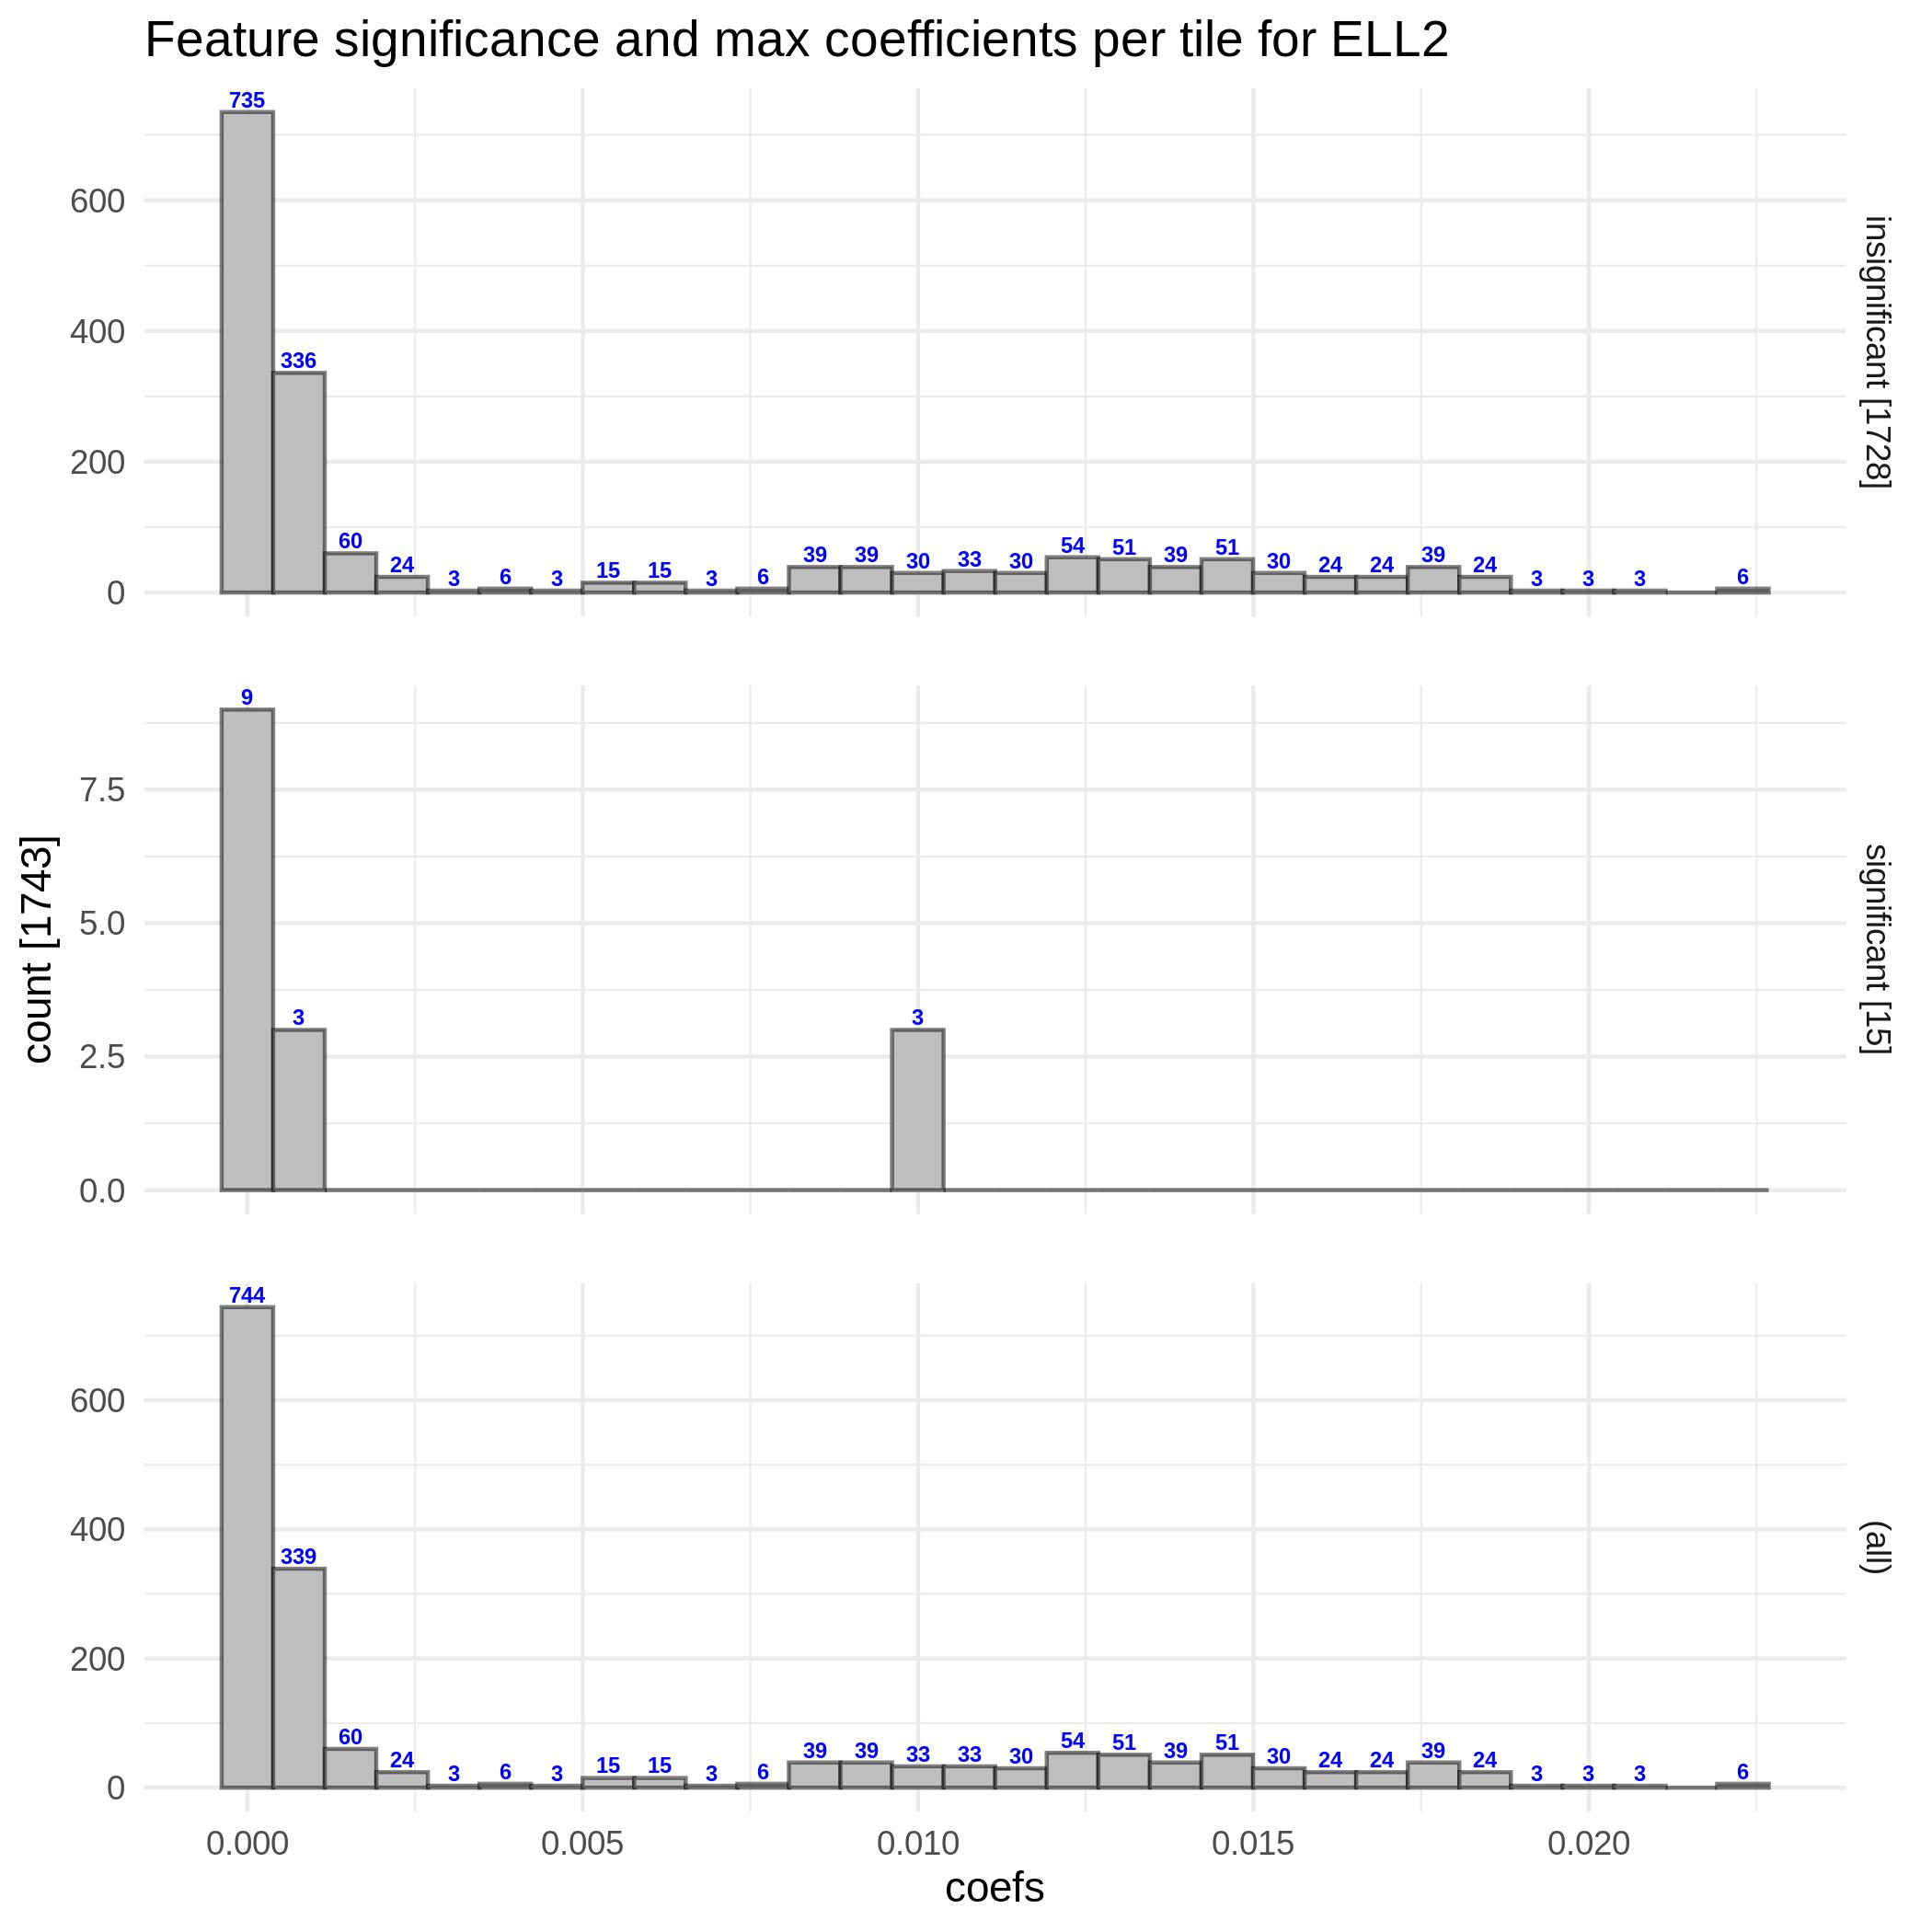 Feature significance and max coefficients per tile for ELL2
735
600
336
400
200
60 24 3 6 3 15 15 3 6 39 39 30 33 30 54 51 39 51 30 24 24 39 24 3 3 3 6
0
insignificant [1728]
9
7.5
5.0
3 3
2.5
0.0
significant [15]
count [1743]
744
600
400
339
200
60 24 3 6 3 15 15 3 6 39 39 33 33 30 54 51 39 51 30 24 24 39 24 3 3 3 6
0
(all)
0.000 0.005 0.010 0.015 0.020
coefs